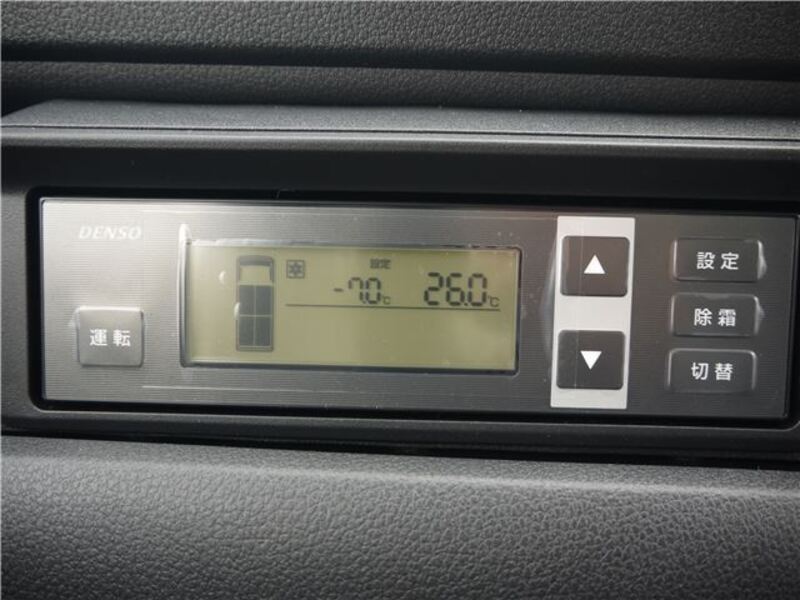 DENSO
運転
設定
-7.0℃ 26.0℃
▲
▼
設定
除霜
切替